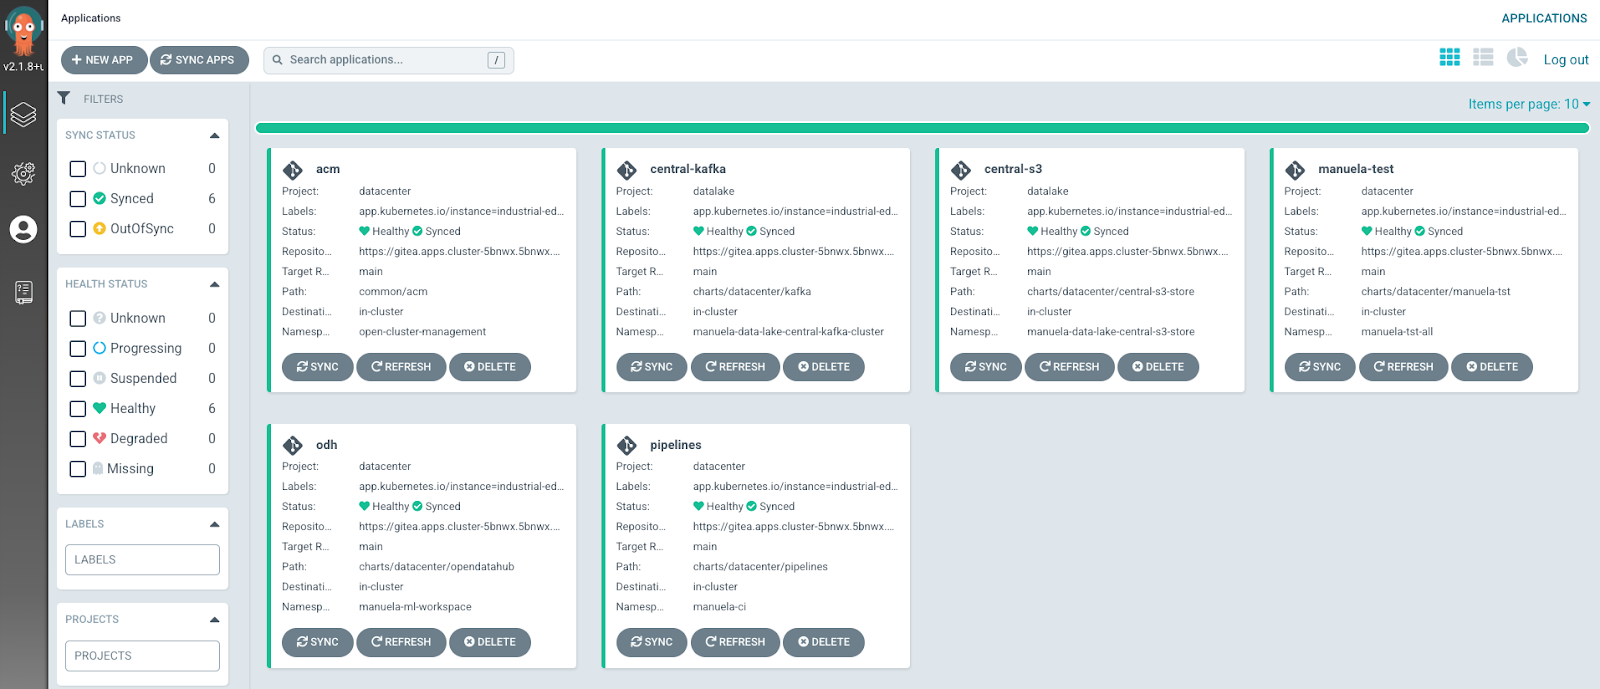 Applications
APPLICATIONS
v2.1.8+u
NEW APP
SYNC APPS
Search applications...
/
Log out
FILTERS
Items per page: 10
SYNC STATUS
Unknown 0
Synced 6
OutOfSync 0
HEALTH STATUS
Unknown 0
Progressing 0
Suspended 0
Healthy 6
Degraded 0
Missing 0
LABELS
LABELS
PROJECTS
PROJECTS
acm
Project: datacenter
Labels: app.kubernetes.io/instance=industrial-ed...
Status: Healthy Synced
Reposito... https://gitea.apps.cluster-5bnwx.5bnwx....
Target R... main
Path: common/acm
Destinati... in-cluster
Namesp... open-cluster-management
SYNC REFRESH DELETE
central-kafka
Project: datalake
Labels: app.kubernetes.io/instance=industrial-ed...
Status: Healthy Synced
Reposito... https://gitea.apps.cluster-5bnwx.5bnwx....
Target R... main
Path: charts/datacenter/kafka
Destinati... in-cluster
Namesp... manuela-data-lake-central-kafka-cluster
SYNC REFRESH DELETE
central-s3
Project: datalake
Labels: app.kubernetes.io/instance=industrial-ed...
Status: Healthy Synced
Reposito... https://gitea.apps.cluster-5bnwx.5bnwx....
Target R... main
Path: charts/datacenter/central-s3-store
Destinati... in-cluster
Namesp... manuela-data-lake-central-s3-store
SYNC REFRESH DELETE
manuela-test
Project: datacenter
Labels: app.kubernetes.io/instance=industrial-ed...
Status: Healthy Synced
Reposito... https://gitea.apps.cluster-5bnwx.5bnwx....
Target R... main
Path: charts/datacenter/manuela-tst
Destinati... in-cluster
Namesp... manuela-tst-all
SYNC REFRESH DELETE
odh
Project: datacenter
Labels: app.kubernetes.io/instance=industrial-ed...
Status: Healthy Synced
Reposito... https://gitea.apps.cluster-5bnwx.5bnwx....
Target R... main
Path: charts/datacenter/opendatahub
Destinati... in-cluster
Namesp... manuela-ml-workspace
SYNC REFRESH DELETE
pipelines
Project: datacenter
Labels: app.kubernetes.io/instance=industrial-ed...
Status: Healthy Synced
Reposito... https://gitea.apps.cluster-5bnwx.5bnwx....
Target R... main
Path: charts/datacenter/pipelines
Destinati... in-cluster
Namesp... manuela-ci
SYNC REFRESH DELETE